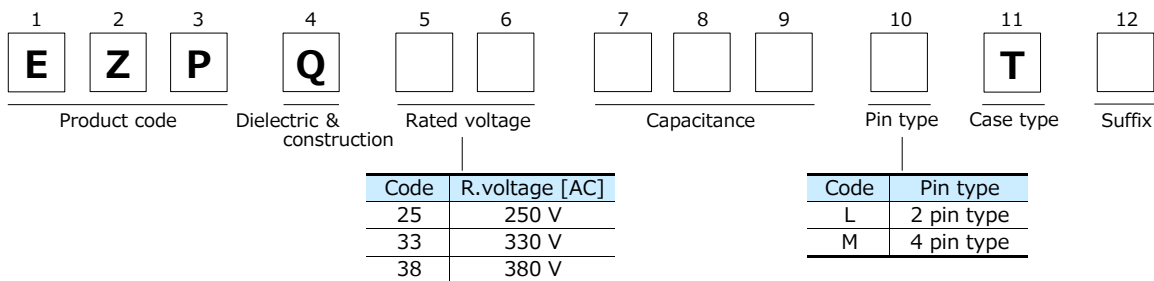 1 2 3 4 5 6 7 8 9 10 11 12
E Z P Q T
Product code Dielectric & construction Rated voltage Capacitance Pin type Case type Suffix
Code R.voltage [AC]
25 250 V
33 330 V
38 380 V
Code Pin type
L 2 pin type
M 4 pin type